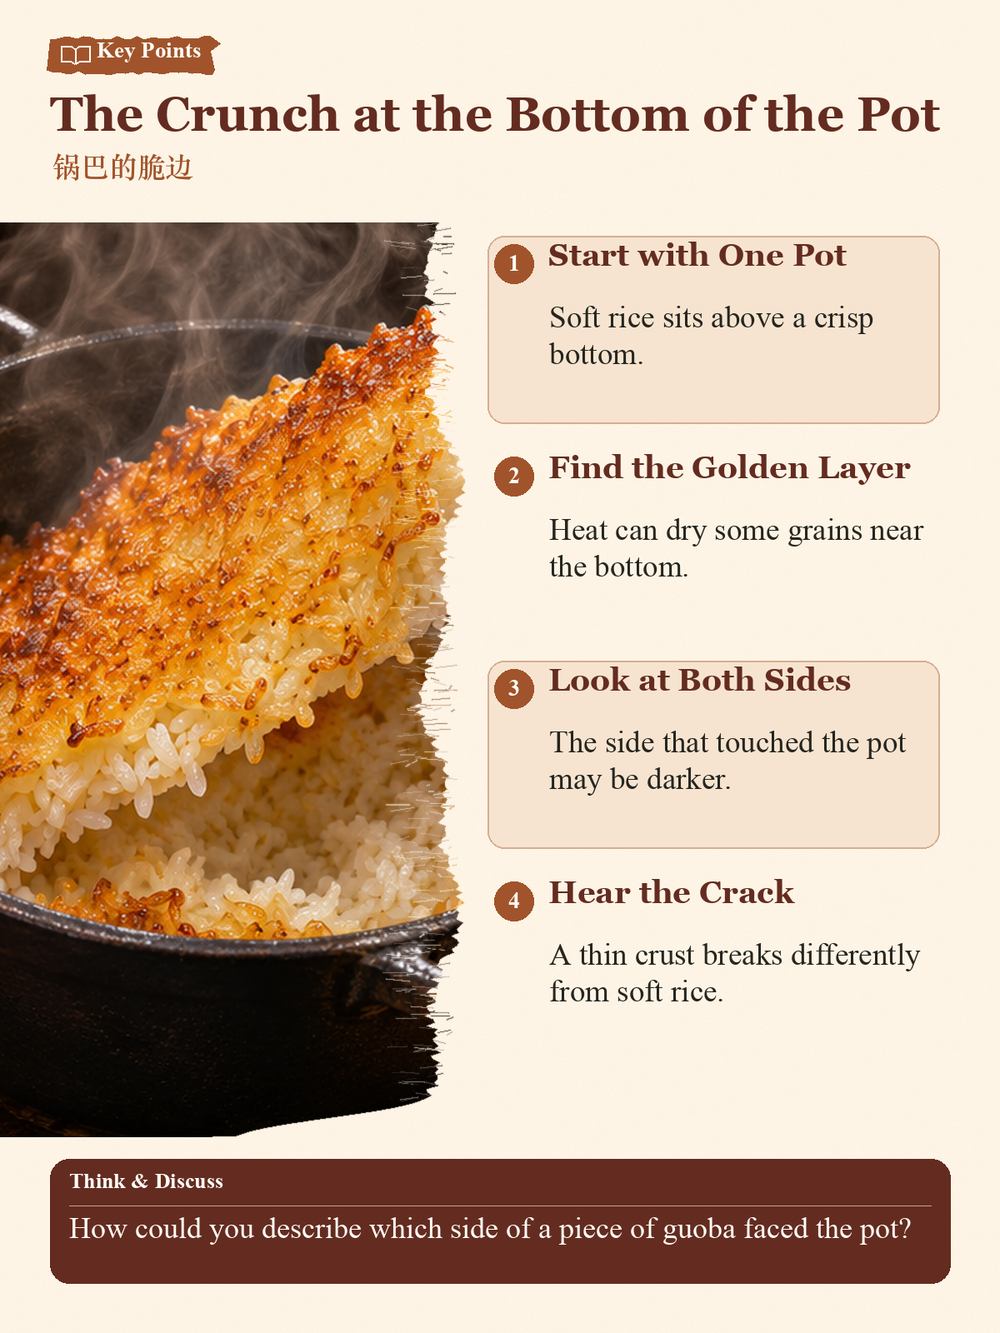 Key Points
The Crunch at the Bottom of the Pot
锅巴的脆边
1 Start with One Pot
Soft rice sits above a crisp
bottom.
2 Find the Golden Layer
Heat can dry some grains near
the bottom.
3 Look at Both Sides
The side that touched the pot
may be darker.
4 Hear the Crack
A thin crust breaks differently
from soft rice.
Think & Discuss
How could you describe which side of a piece of guoba faced the pot?